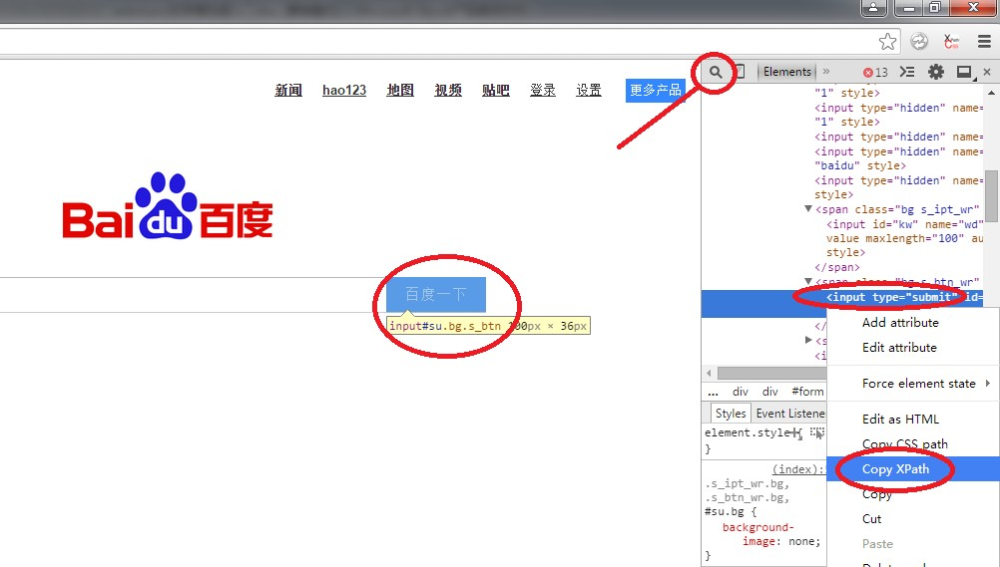 新闻 hao123 地图 视频 贴吧 登录 设置 更多产品
Bai du 百度
百度一下
input#su.bg.s_btn 100px × 36px
Elements » 13
"1" style>
<input type="hidden" name=
"1" style>
<input type="hidden" name=
<input type="hidden" name=
"baidu" style>
<input type="hidden" name=
style>
▼<span class="bg s_ipt_wr"
<input id="kw" name="wd"
value maxlength="100" au
style>
</span>
▼<span class="bg s_btn_wr"
<input type="submit" id=
</
▶<s
<i
Add attribute
Edit attribute
Force element state
Edit as HTML
Copy CSS path
Copy XPath
Copy
Cut
Paste
... div div #form
Styles Event Listene
element.style {
}
(index):
.s_ipt_wr.bg,
.s_btn_wr.bg,
#su.bg {
background-
image: none;
}